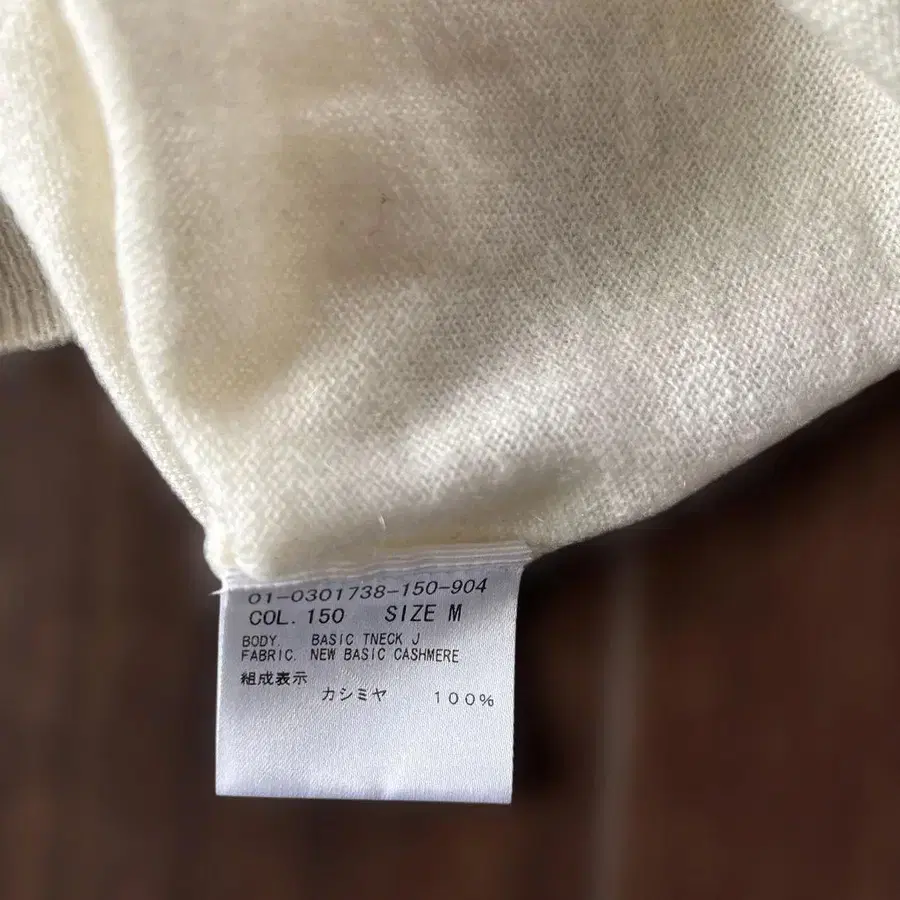 01-0301738-150-904
COL. 150 SIZE M
BODY. BASIC TNECK J
FABRIC. NEW BASIC CASHMERE
組成表示
カシミヤ 100%